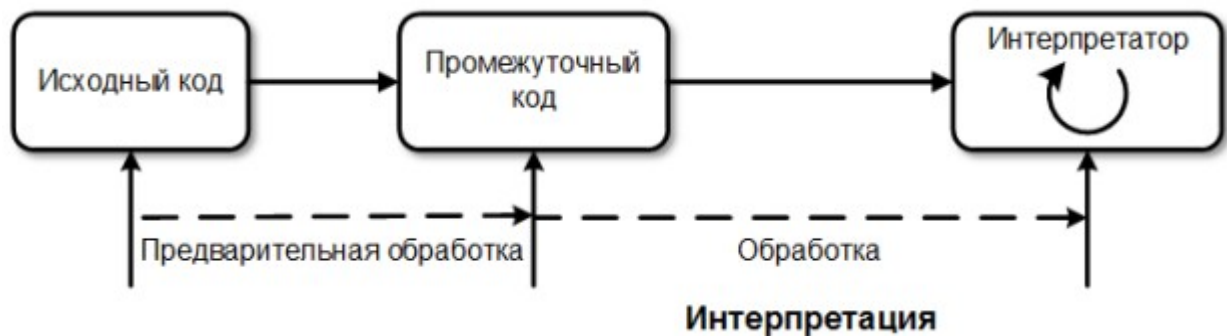 Исходный код
Промежуточный
код
Интерпретатор
Предварительная обработка
Обработка
Интерпретация